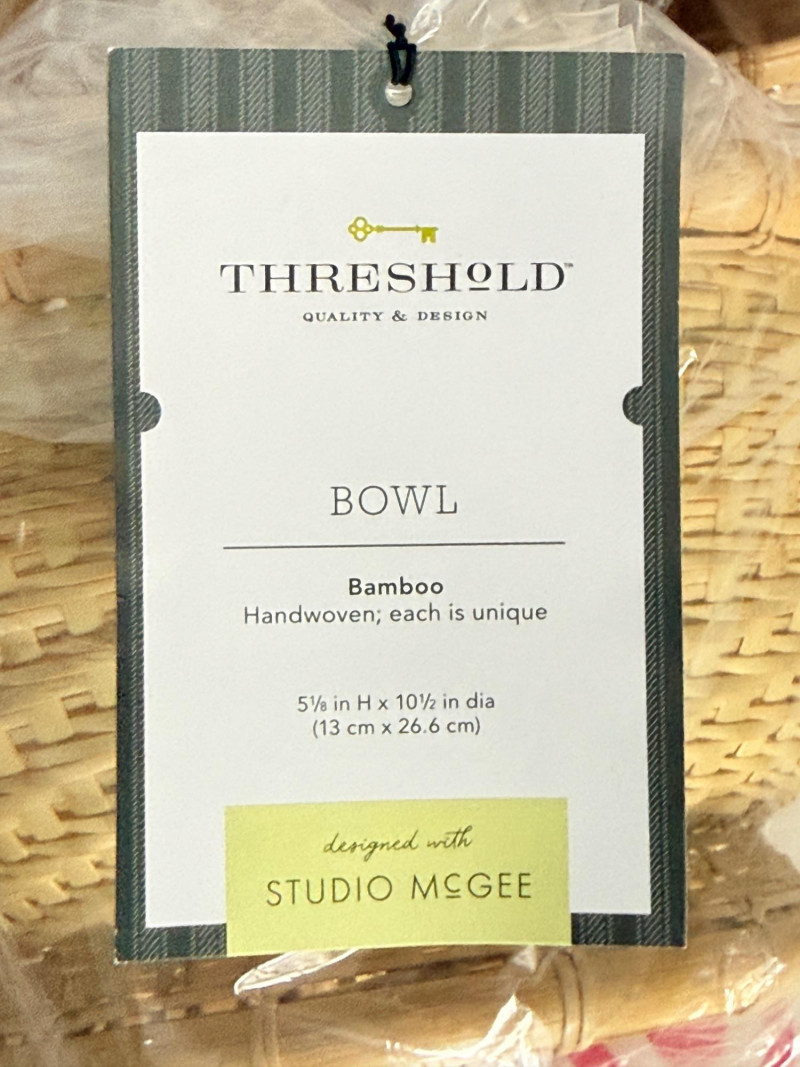 THRESHOLD™
QUALITY & DESIGN
BOWL
Bamboo
Handwoven; each is unique
5⅛ in H x 10½ in dia
(13 cm x 26.6 cm)
designed with
STUDIO McGEE